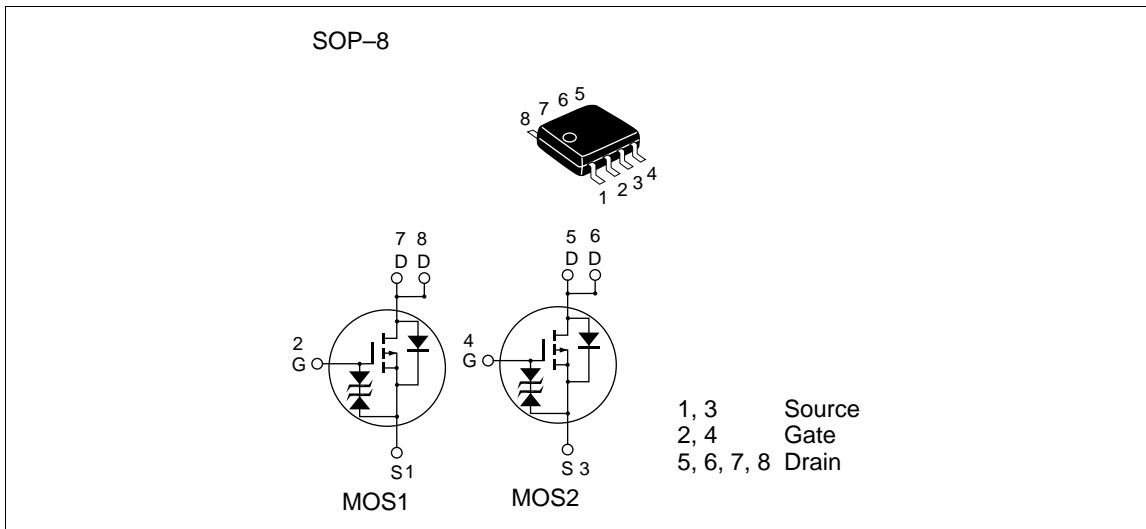 SOP–8
5
6
7
8
4
3
2
1
7 8
D D
5 6
D D
2
G
4
G
1, 3 Source
2, 4 Gate
5, 6, 7, 8 Drain
S1
S 3
MOS1
MOS2